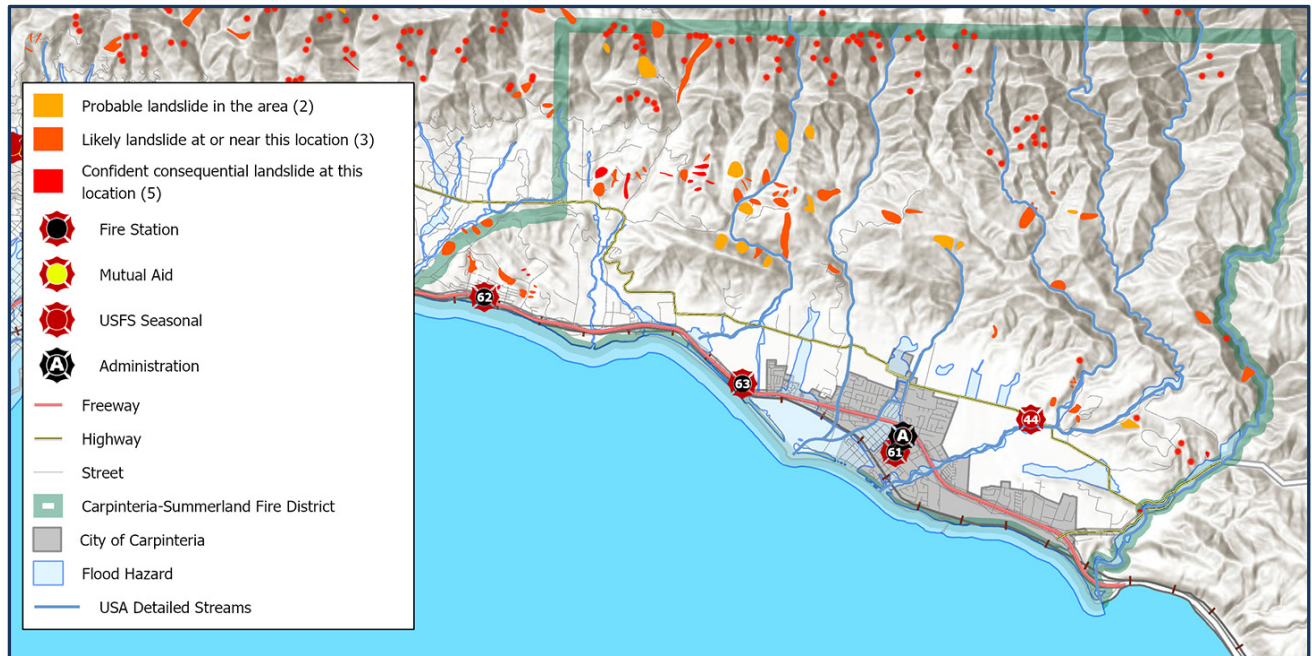 Probable landslide in the area (2)
Likely landslide at or near this location (3)
Confident consequential landslide at this
location (5)
Fire Station
Mutual Aid
USFS Seasonal
A
Administration
Freeway
Highway
Street
Carpinteria-Summerland Fire District
City of Carpinteria
Flood Hazard
USA Detailed Streams
62
63
44
A
61